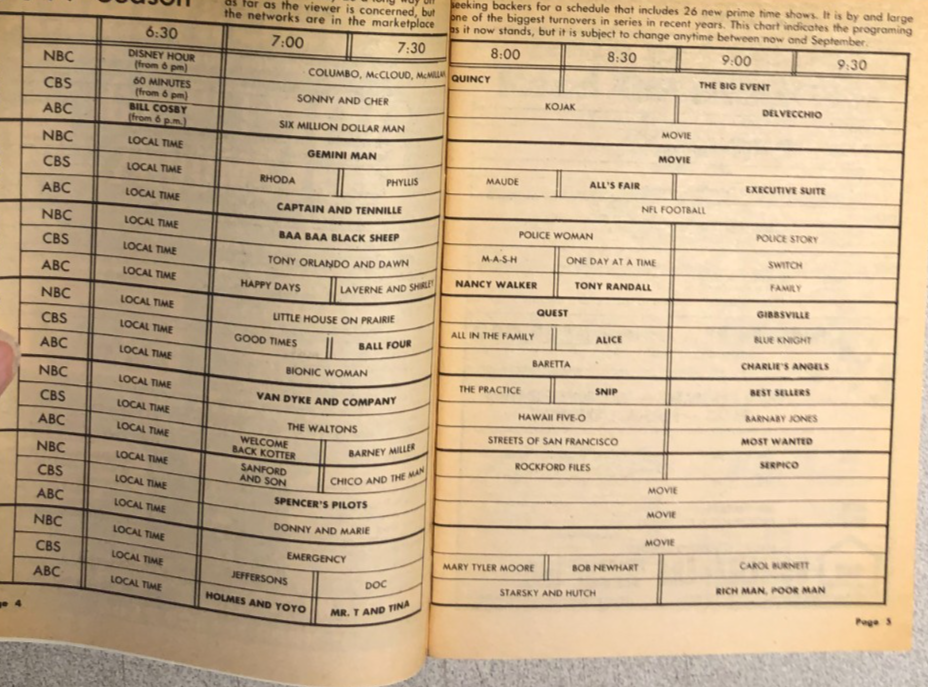 Season
as far as the viewer is concerned, but
the networks are in the marketplace
seeking backers for a schedule that includes 26 new prime time shows. It is by and large
one of the biggest turnovers in series in recent years. This chart indicates the programing
as it now stands, but it is subject to change anytime between now and September.
6:30 7:00 7:30 8:00 8:30 9:00 9:30
NBC DISNEY HOUR (from 6 pm) COLUMBO, McCLOUD, McMILLAN QUINCY THE BIG EVENT
CBS 60 MINUTES (from 6 pm) SONNY AND CHER KOJAK DELVECCHIO
ABC BILL COSBY (from 6 p.m.) SIX MILLION DOLLAR MAN MOVIE
NBC LOCAL TIME GEMINI MAN MOVIE
CBS LOCAL TIME RHODA PHYLLIS MAUDE ALL'S FAIR EXECUTIVE SUITE
ABC LOCAL TIME CAPTAIN AND TENNILLE NFL FOOTBALL
NBC LOCAL TIME BAA BAA BLACK SHEEP POLICE WOMAN POLICE STORY
CBS LOCAL TIME TONY ORLANDO AND DAWN M-A-S-H ONE DAY AT A TIME SWITCH
ABC LOCAL TIME HAPPY DAYS LAVERNE AND SHIRLEY NANCY WALKER TONY RANDALL FAMILY
NBC LOCAL TIME LITTLE HOUSE ON PRAIRIE QUEST GIBBSVILLE
CBS LOCAL TIME GOOD TIMES BALL FOUR ALL IN THE FAMILY ALICE BLUE KNIGHT
ABC LOCAL TIME BIONIC WOMAN BARETTA CHARLIE'S ANGELS
NBC LOCAL TIME VAN DYKE AND COMPANY THE PRACTICE SNIP BEST SELLERS
CBS LOCAL TIME THE WALTONS HAWAII FIVE-O BARNABY JONES
ABC LOCAL TIME WELCOME BACK KOTTER BARNEY MILLER STREETS OF SAN FRANCISCO MOST WANTED
NBC LOCAL TIME SANFORD AND SON CHICO AND THE MAN ROCKFORD FILES SERPICO
CBS LOCAL TIME SPENCER'S PILOTS MOVIE
ABC LOCAL TIME DONNY AND MARIE MOVIE
NBC LOCAL TIME EMERGENCY MOVIE
CBS LOCAL TIME JEFFERSONS DOC MARY TYLER MOORE BOB NEWHART CAROL BURNETT
ABC LOCAL TIME HOLMES AND YOYO MR. T AND TINA STARSKY AND HUTCH RICH MAN, POOR MAN
ge 4
Page 5